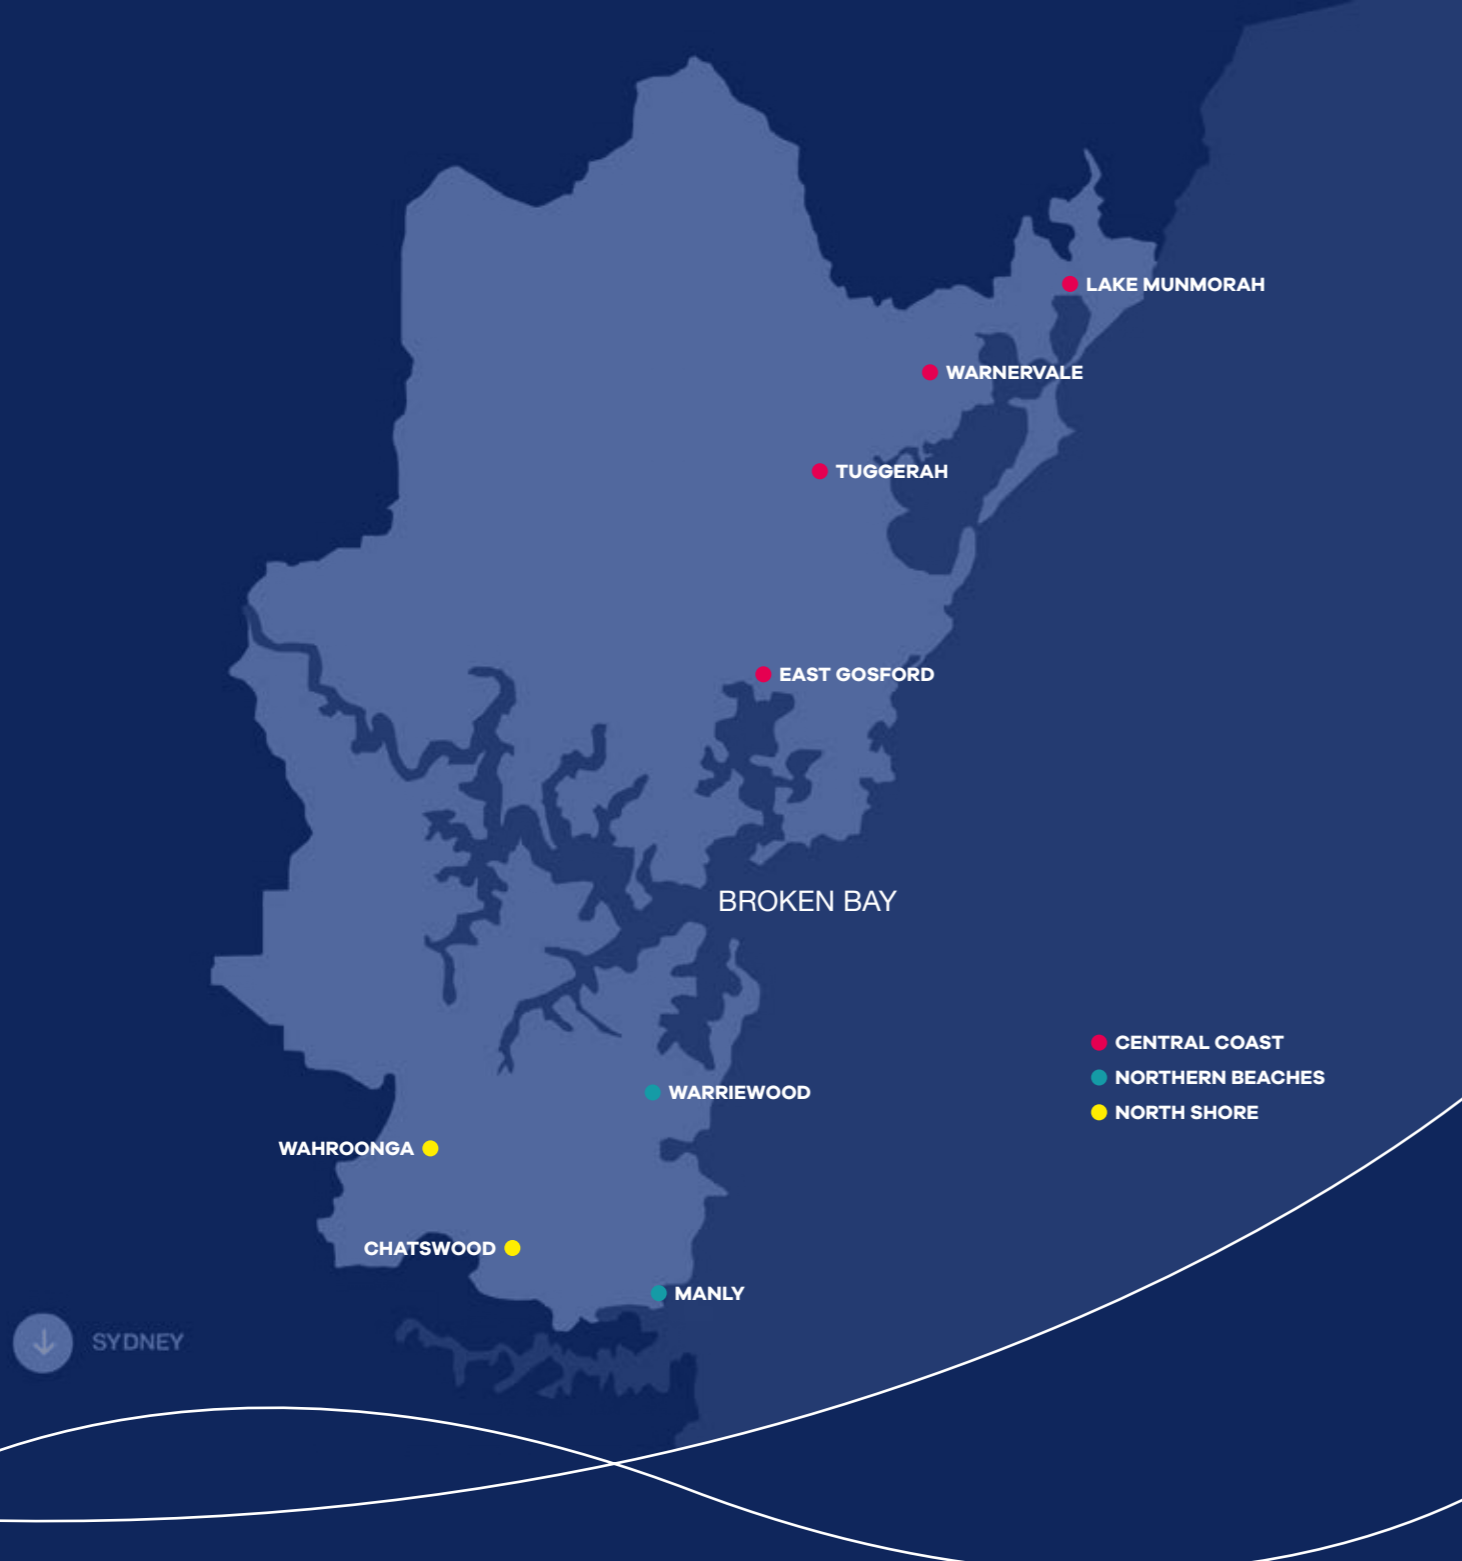 LAKE MUNMORAH
WARNERVALE
TUGGERAH
EAST GOSFORD
BROKEN BAY
CENTRAL COAST
NORTHERN BEACHES
NORTH SHORE
WARRIEWOOD
WAHROONGA
CHATSWOOD
MANLY
SYDNEY